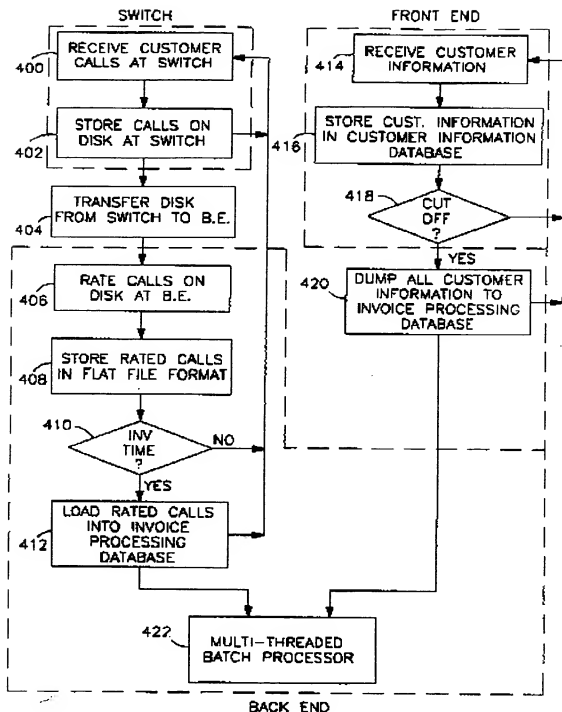 SWITCH
400
RECEIVE CUSTOMER
CALLS AT SWITCH
402
STORE CALLS ON
DISK AT SWITCH
404
TRANSFER DISK
FROM SWITCH TO B.E.
406
RATE CALLS ON
DISK AT B.E.
408
STORE RATED CALLS
IN FLAT FILE FORMAT
410
INV
TIME
?
NO
YES
412
LOAD RATED CALLS
INTO INVOICE
PROCESSING
DATABASE
FRONT END
414
RECEIVE CUSTOMER
INFORMATION
416
STORE CUST. INFORMATION
IN CUSTOMER INFORMATION
DATABASE
418
CUT
OFF
?
YES
420
DUMP ALL CUSTOMER
INFORMATION TO
INVOICE PROCESSING
DATABASE
422
MULTI-THREADED
BATCH PROCESSOR
BACK END